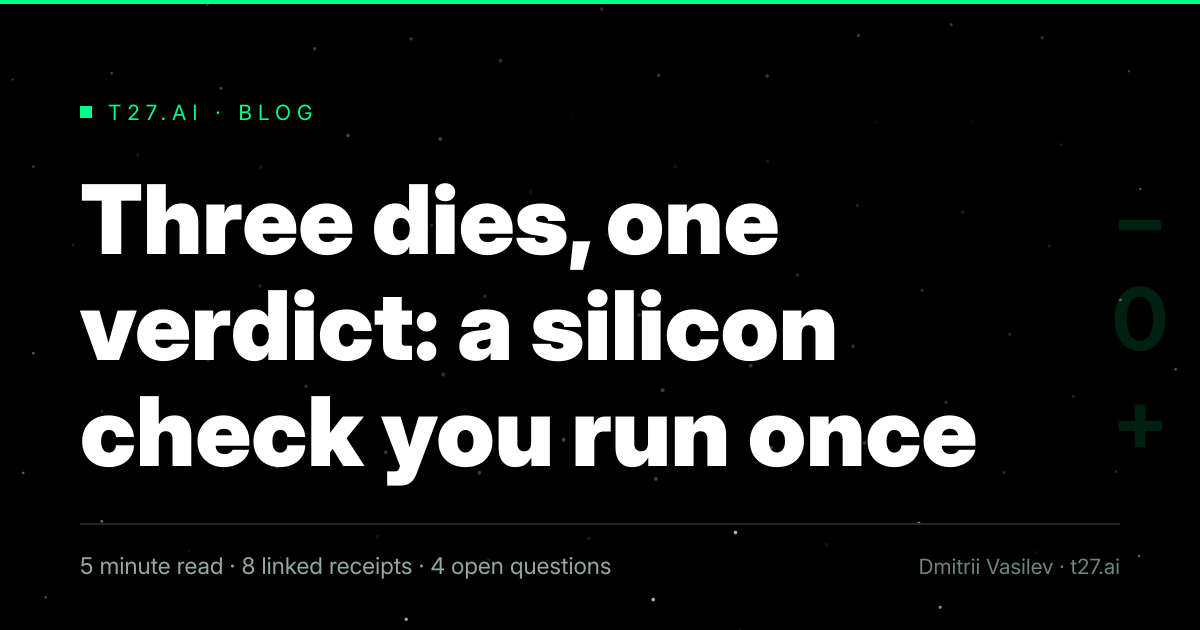 T27.AI · BLOG
Three dies, one
verdict: a silicon
check you run once
−
0
+
5 minute read · 8 linked receipts · 4 open questions
Dmitrii Vasilev · t27.ai